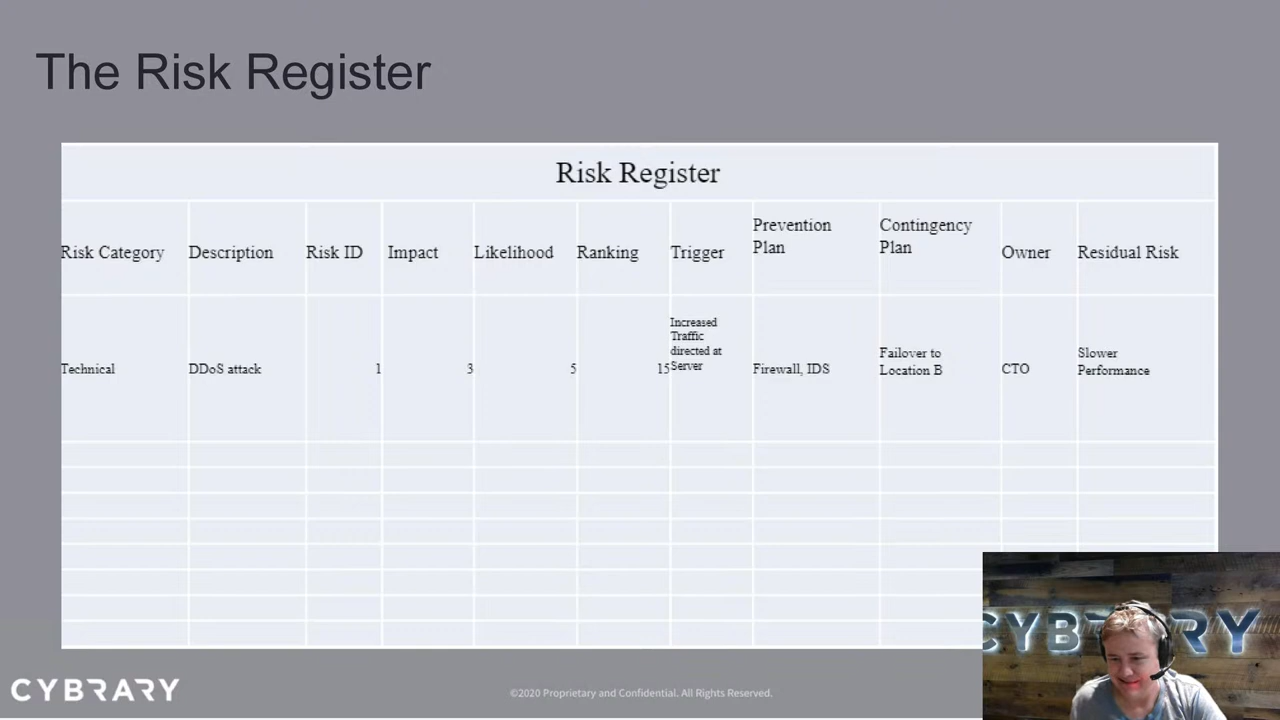 The Risk Register
Risk Register
Risk Category Description Risk ID Impact Likelihood Ranking Trigger Prevention Plan Contingency Plan Owner Residual Risk
Technical DDoS attack 1 3 5 15 Increased Traffic directed at Server Firewall, IDS Failover to Location B CTO Slower Performance
CYBRARY
CYBRARY
©2020 Proprietary and Confidential. All Rights Reserved.